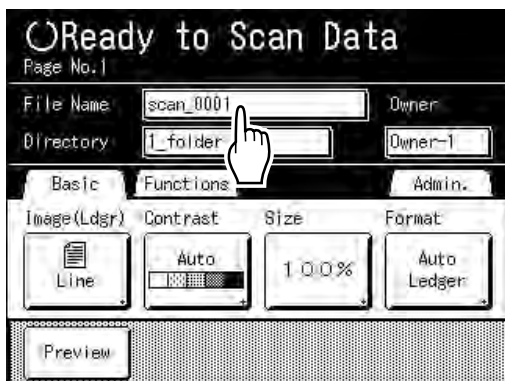 Ready to Scan Data
Page No.1
File Name scan_0001 Owner
Directory 1_folder Owner-1
Basic Functions Admin.
Image(Ldgr) Contrast Size Format
Line Auto 100% Auto Ledger
Preview